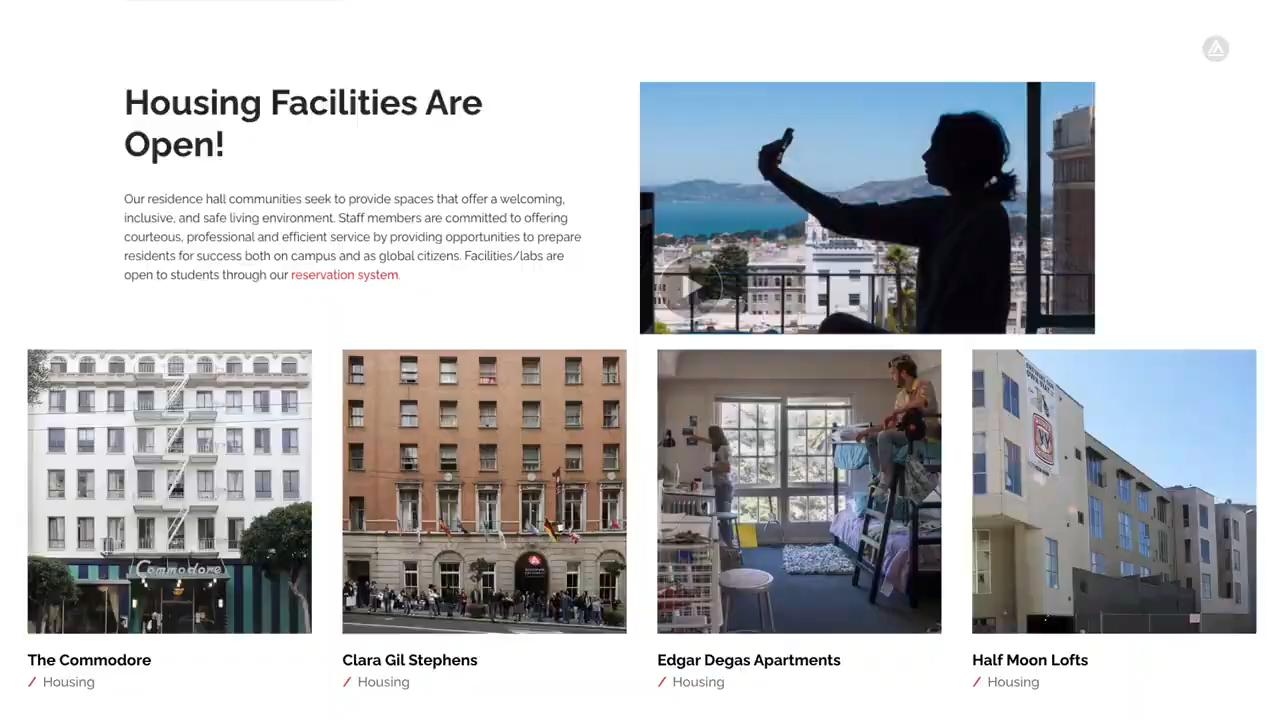 Housing Facilities Are
Open!
Our residence hall communities seek to provide spaces that offer a welcoming,
inclusive, and safe living environment. Staff members are committed to offering
courteous, professional and efficient service by providing opportunities to prepare
residents for success both on campus and as global citizens. Facilities/labs are
open to students through our reservation system.
Commodore
The Commodore
/ Housing
Clara Gil Stephens
/ Housing
Edgar Degas Apartments
/ Housing
Half Moon Lofts
/ Housing